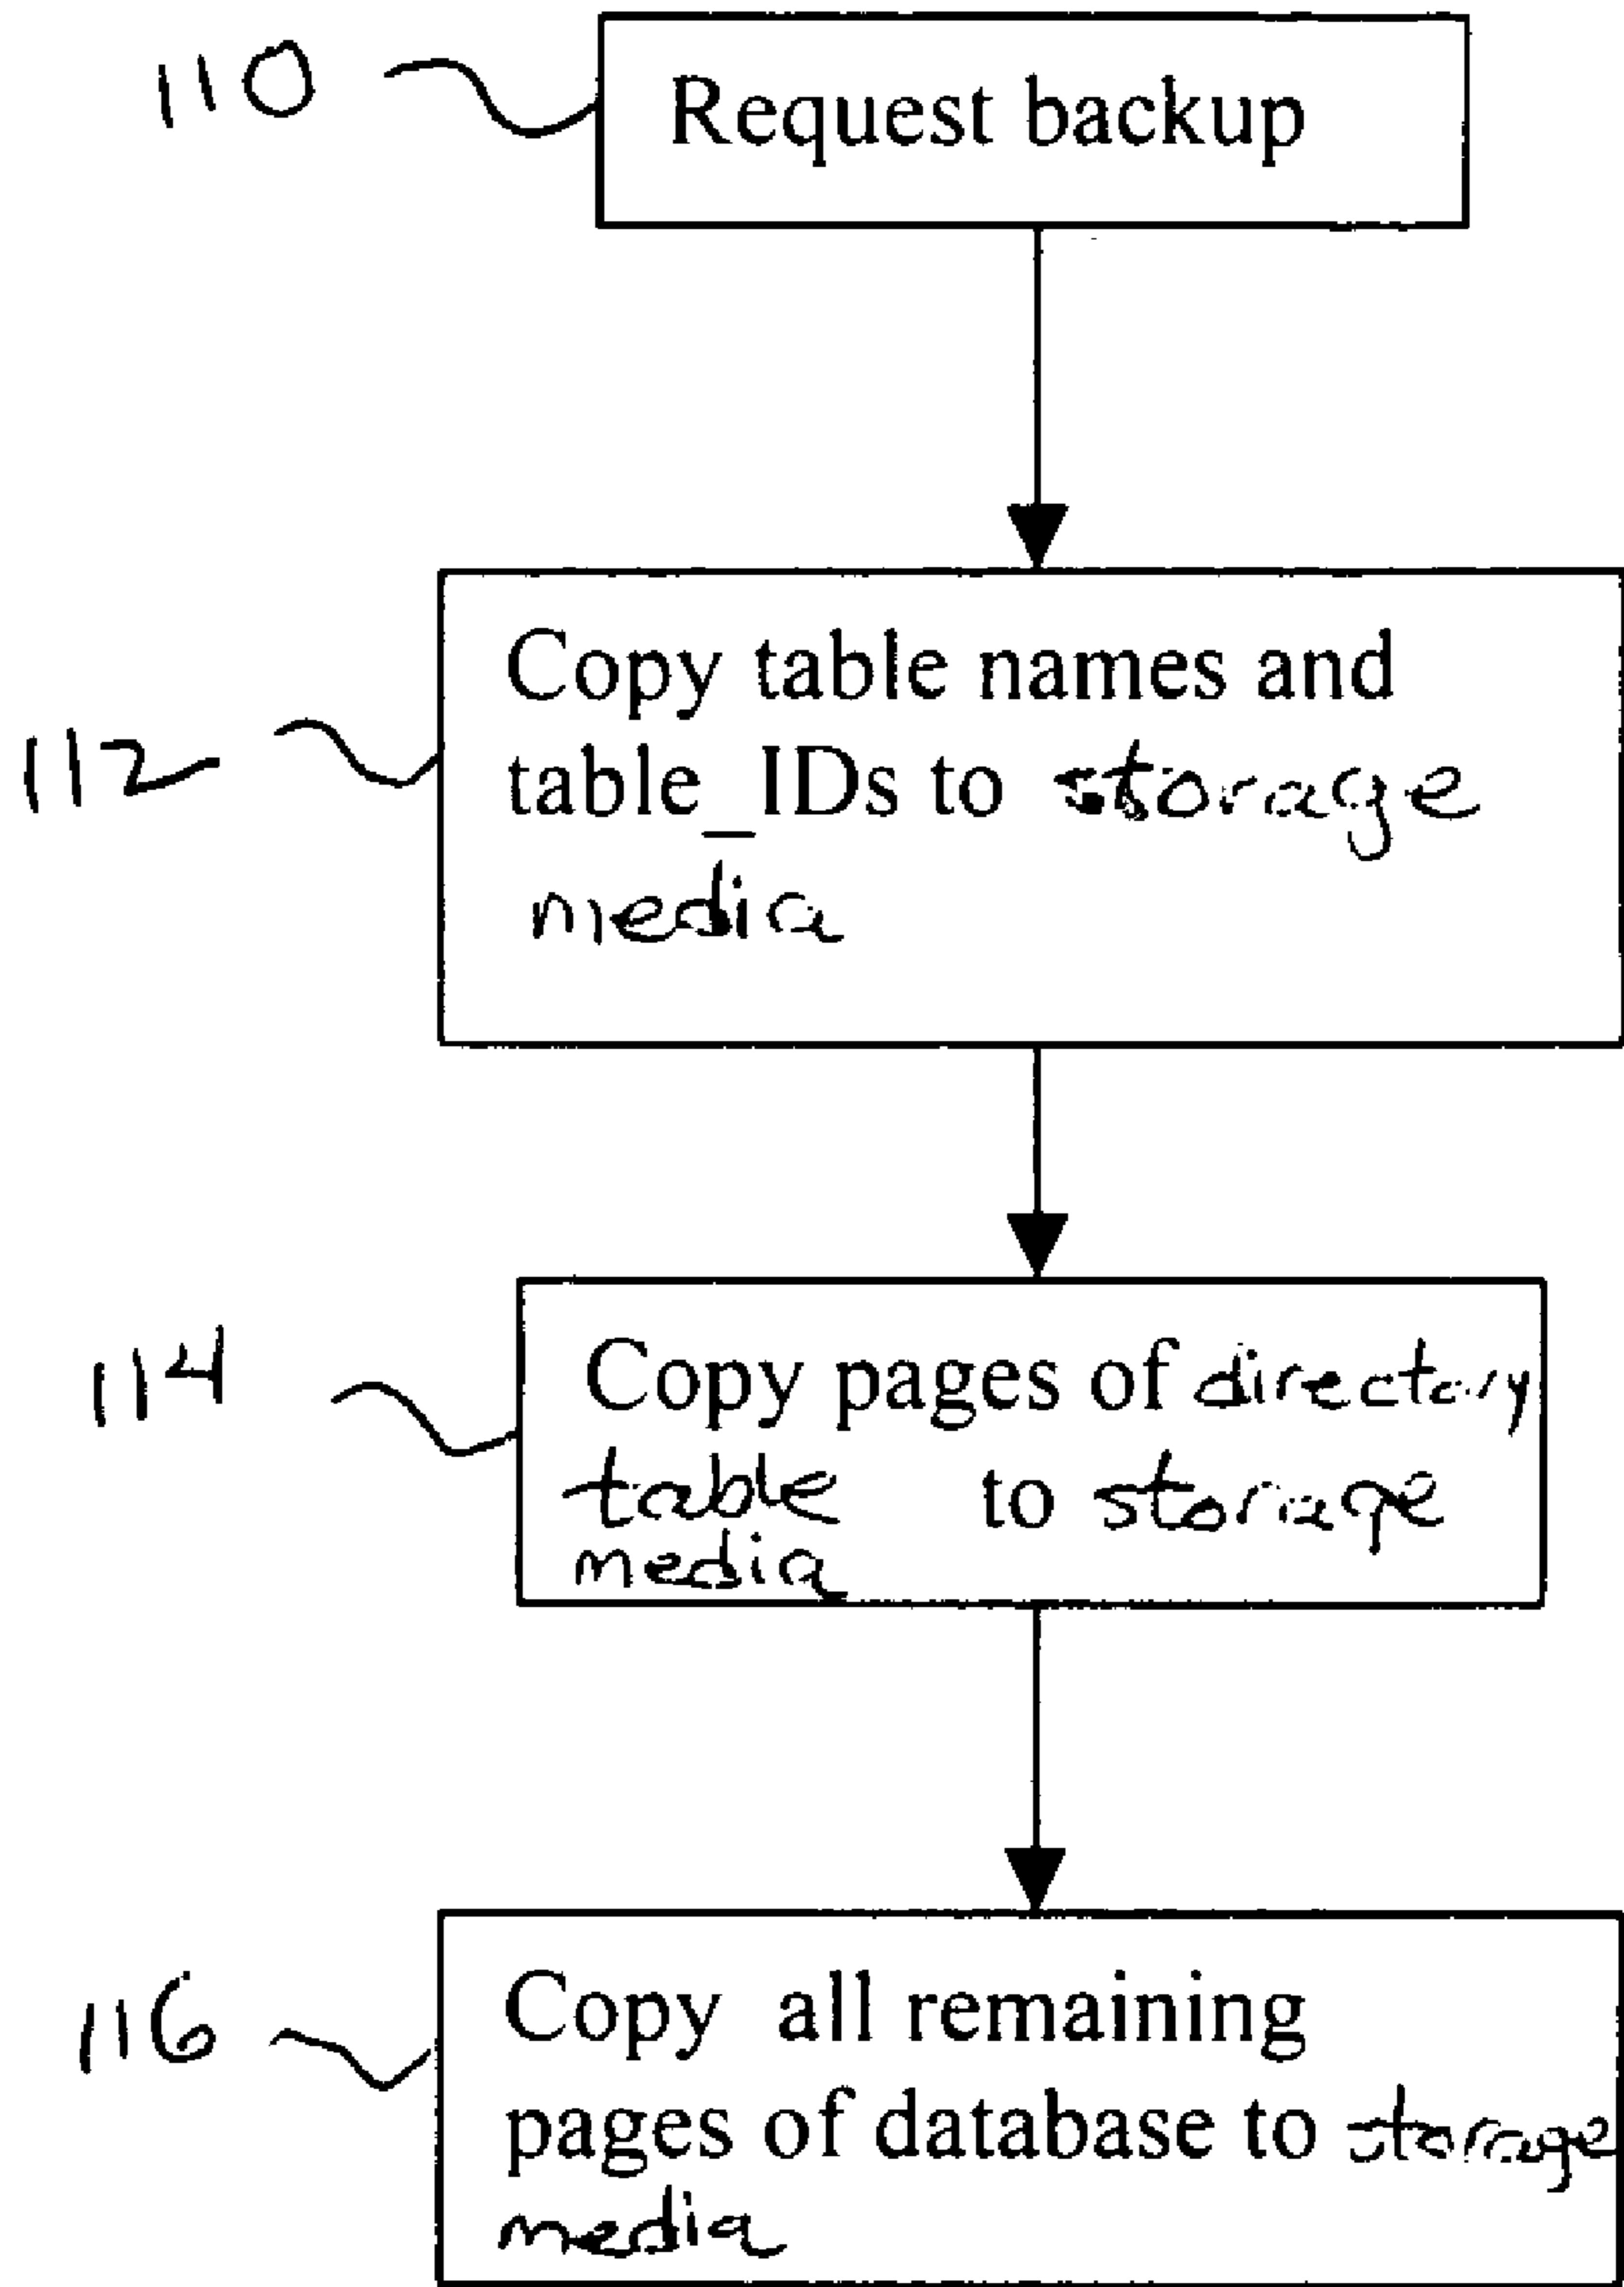 110
Request backup
Copy table names and
112
table_IDs to storage
media
114
Copy pages of directory
table to storage
media
116
Copy all remaining
pages of database to storage
media